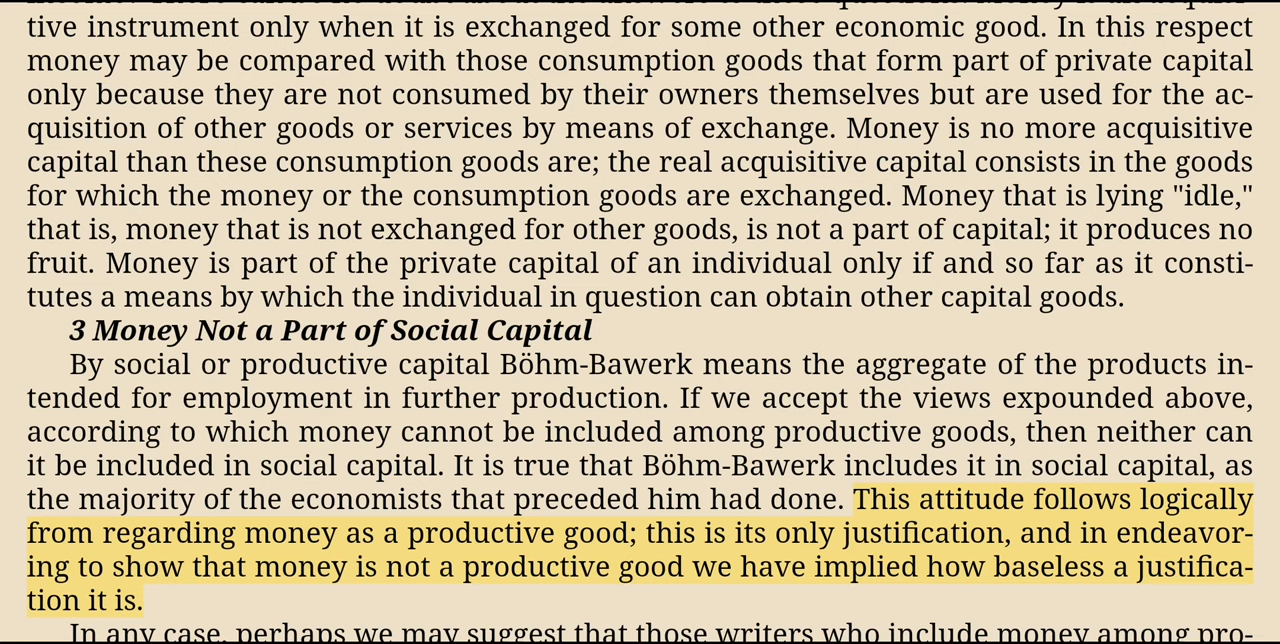 tive instrument only when it is exchanged for some other economic good. In this respect
money may be compared with those consumption goods that form part of private capital
only because they are not consumed by their owners themselves but are used for the ac-
quisition of other goods or services by means of exchange. Money is no more acquisitive
capital than these consumption goods are; the real acquisitive capital consists in the goods
for which the money or the consumption goods are exchanged. Money that is lying "idle,"
that is, money that is not exchanged for other goods, is not a part of capital; it produces no
fruit. Money is part of the private capital of an individual only if and so far as it consti-
tutes a means by which the individual in question can obtain other capital goods.
3 Money Not a Part of Social Capital
By social or productive capital Böhm-Bawerk means the aggregate of the products in-
tended for employment in further production. If we accept the views expounded above,
according to which money cannot be included among productive goods, then neither can
it be included in social capital. It is true that Böhm-Bawerk includes it in social capital, as
the majority of the economists that preceded him had done. This attitude follows logically
from regarding money as a productive good; this is its only justification, and in endeavor-
ing to show that money is not a productive good we have implied how baseless a justifica-
tion it is.
In any case, perhaps we may suggest that those writers who include money among pro-